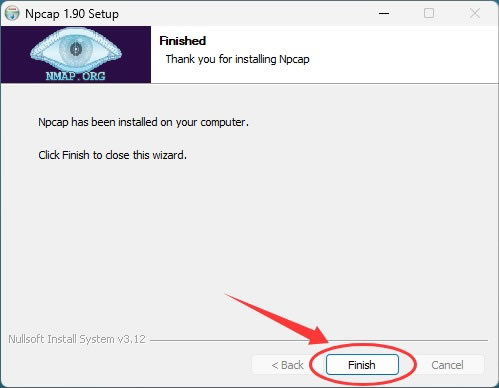 Npcap 1.90 Setup
Finished
Thank you for installing Npcap
NMAP.ORG
Npcap has been installed on your computer.
Click Finish to close this wizard.
Nullsoft Install System v3.12
< Back
Finish
Cancel